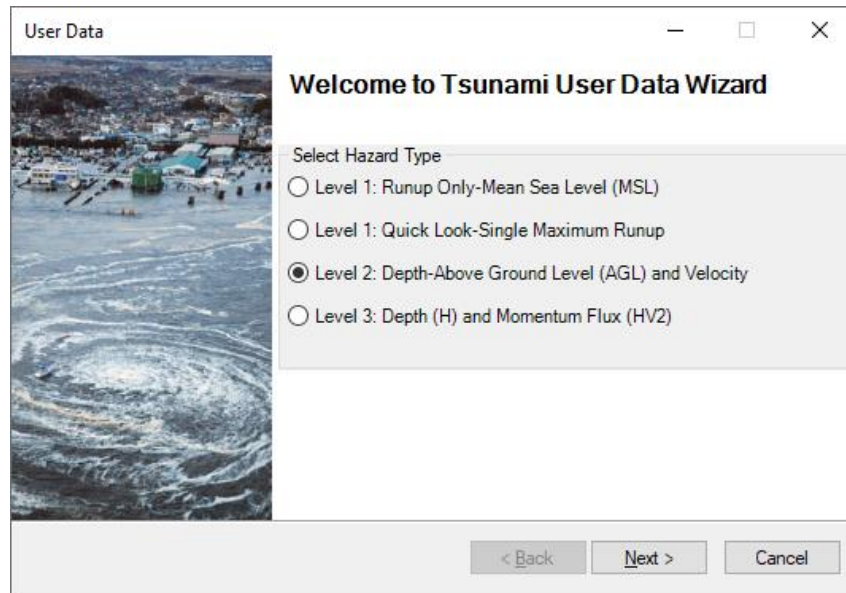 User Data
Welcome to Tsunami User Data Wizard
Select Hazard Type
Level 1: Runup Only-Mean Sea Level (MSL)
Level 1: Quick Look-Single Maximum Runup
Level 2: Depth-Above Ground Level (AGL) and Velocity
Level 3: Depth (H) and Momentum Flux (HV2)
< Back Next > Cancel